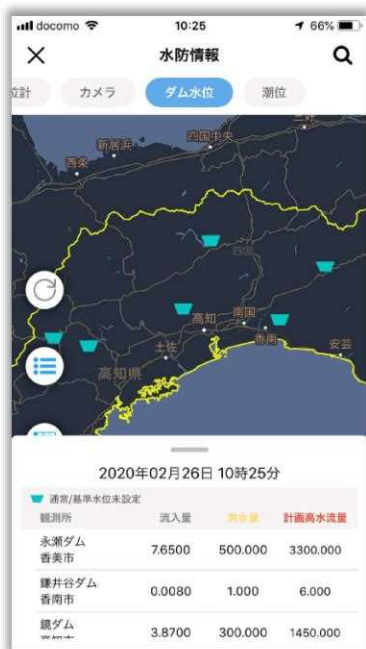 docomo 10:25 66%
水防情報
位計 カメラ ダム水位 潮位
四国中央
新居浜
西条
高知 南国
香南
土佐 安芸
高知県
2020年02月26日 10時25分
通常/基準水位未設定
観測所 流入量 洪水量 計画高水流量
永瀬ダム
香美市
7.6500 500.000 3300.000
鎌井谷ダム
香南市
0.0080 1.000 6.000
鏡ダム
高知市
3.8700 300.000 1450.000